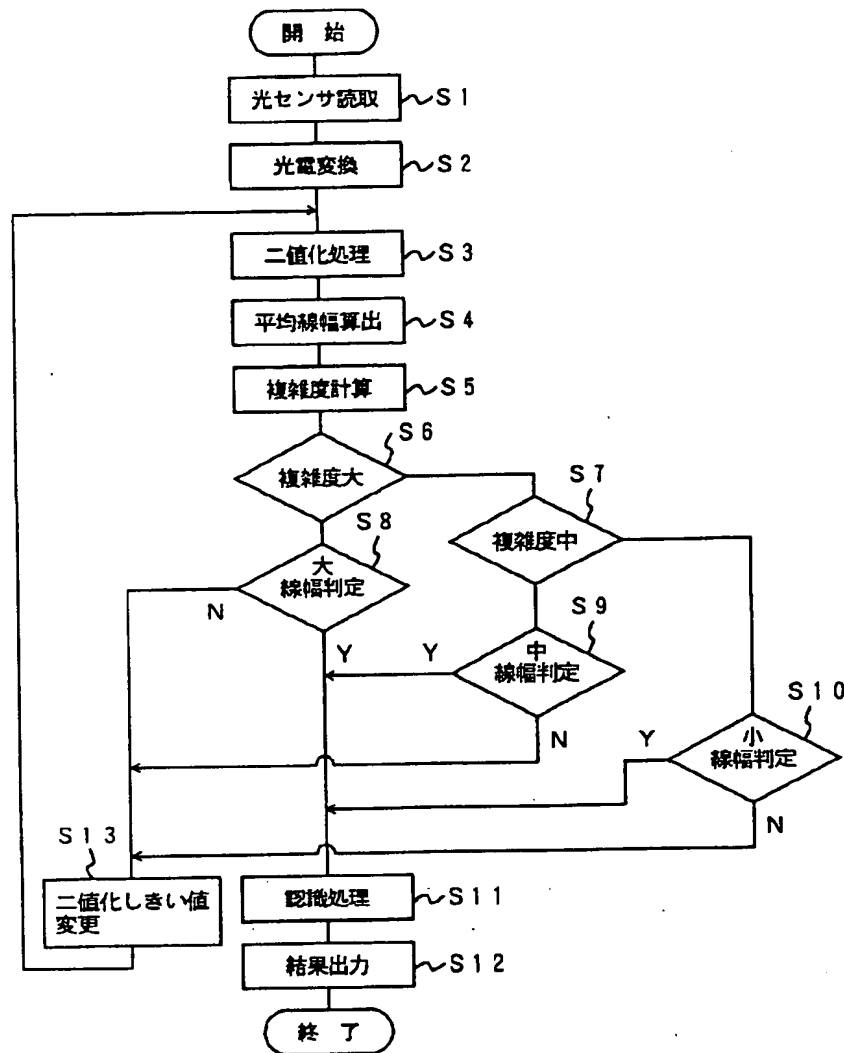 開 始
光センサ読取 S1
光電変換 S2
二値化処理 S3
平均線幅算出 S4
複雑度計算 S5
複雑度大 S6
複雑度中 S7
大
線幅判定 S8
N
Y
中
線幅判定 S9
Y
N
小
線幅判定 S10
Y
N
二値化しきい値
変更 S13
認識処理 S11
結果出力 S12
終 了